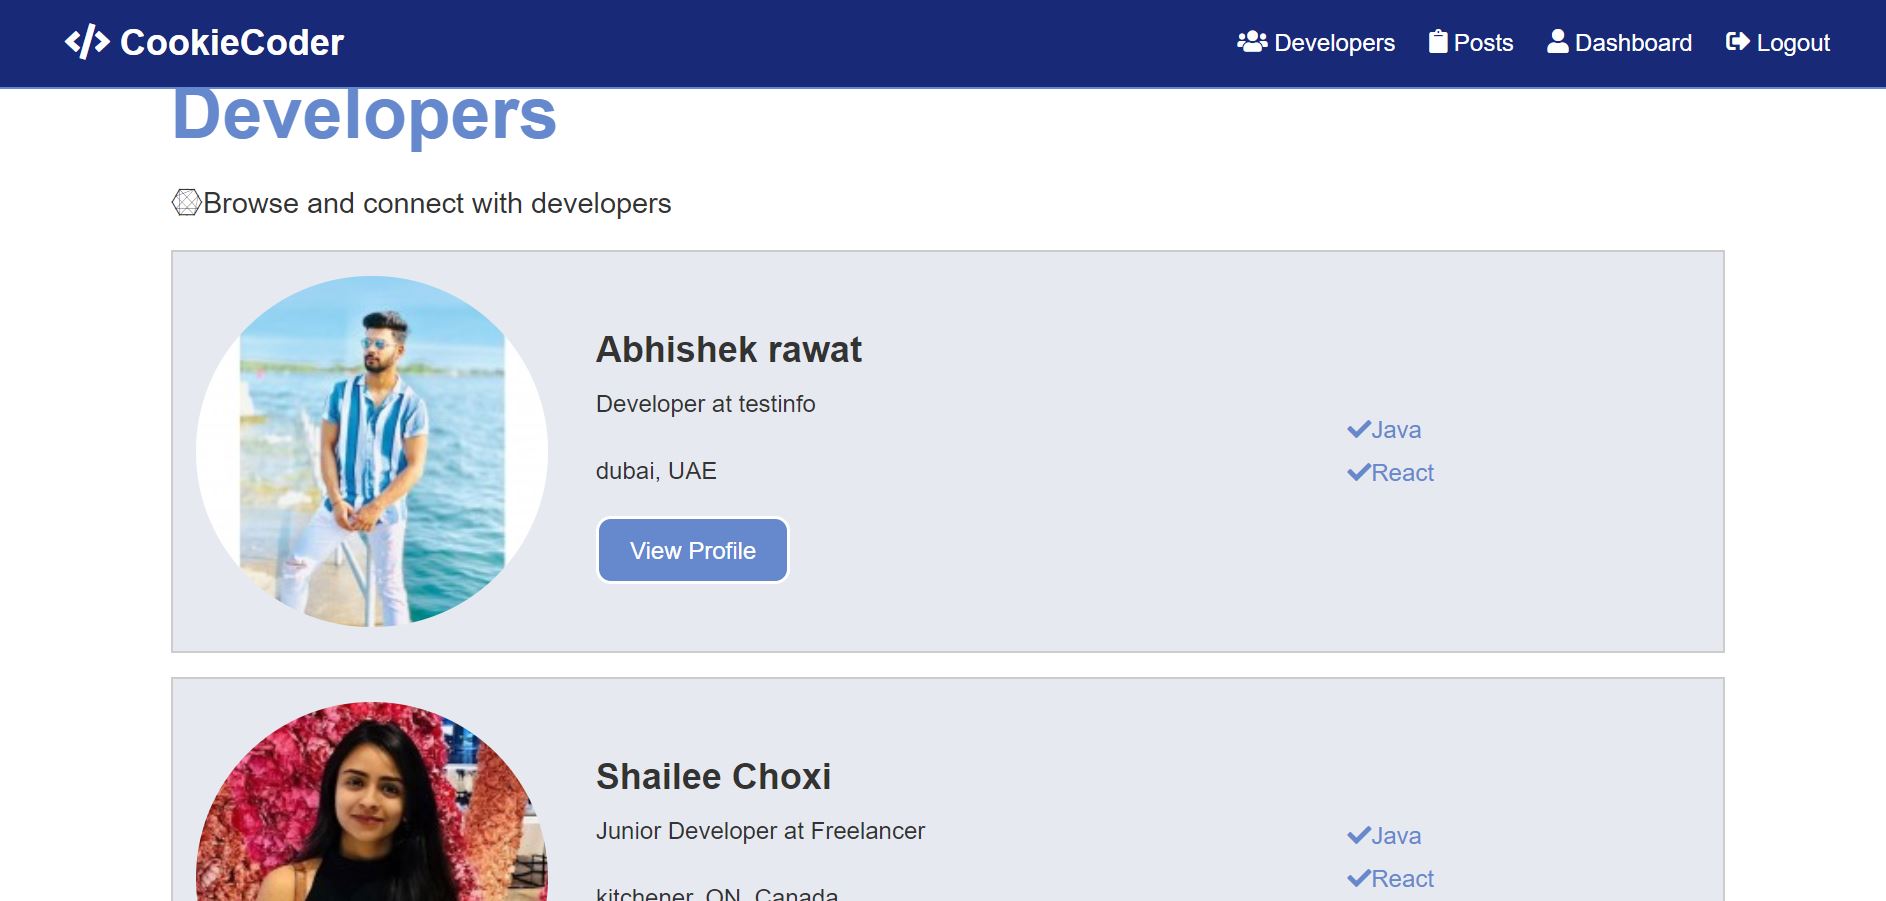 CookieCoder
Developers Posts Dashboard Logout
Developers
Browse and connect with developers
Abhishek rawat
Developer at testinfo
dubai, UAE
View Profile
Java
React
Shailee Choxi
Junior Developer at Freelancer
kitchener, ON, Canada
Java
React